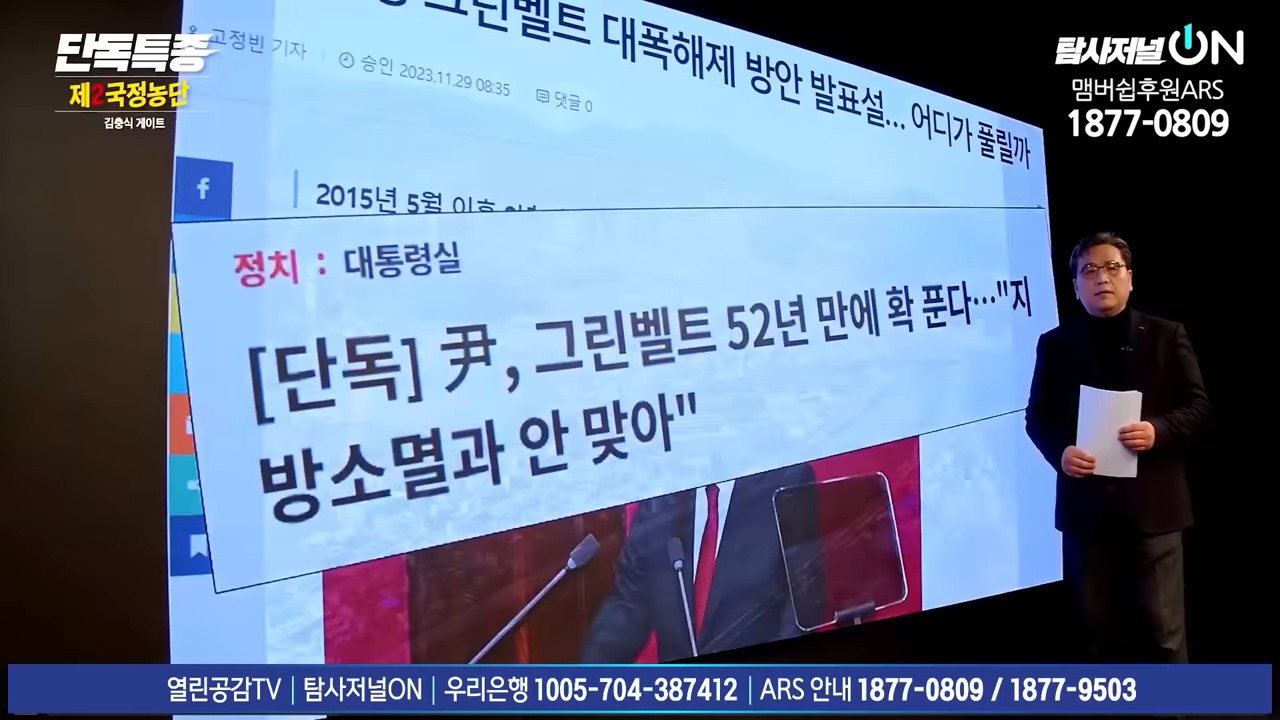 단독특종
제2국정농단
김충식 게이트
탐사저널ON
맴버쉽후원ARS
1877-0809
그린벨트 대폭해제 방안 발표설... 어디가 풀릴까
고정빈 기자
승인 2023.11.29 08:35
댓글 0
2015년 5월 이후
정치 : 대통령실
[단독] 尹, 그린벨트 52년 만에 확 푼다…"지
방소멸과 안 맞아"
열린공감TV | 탐사저널ON | 우리은행 1005-704-387412 | ARS 안내 1877-0809 / 1877-9503